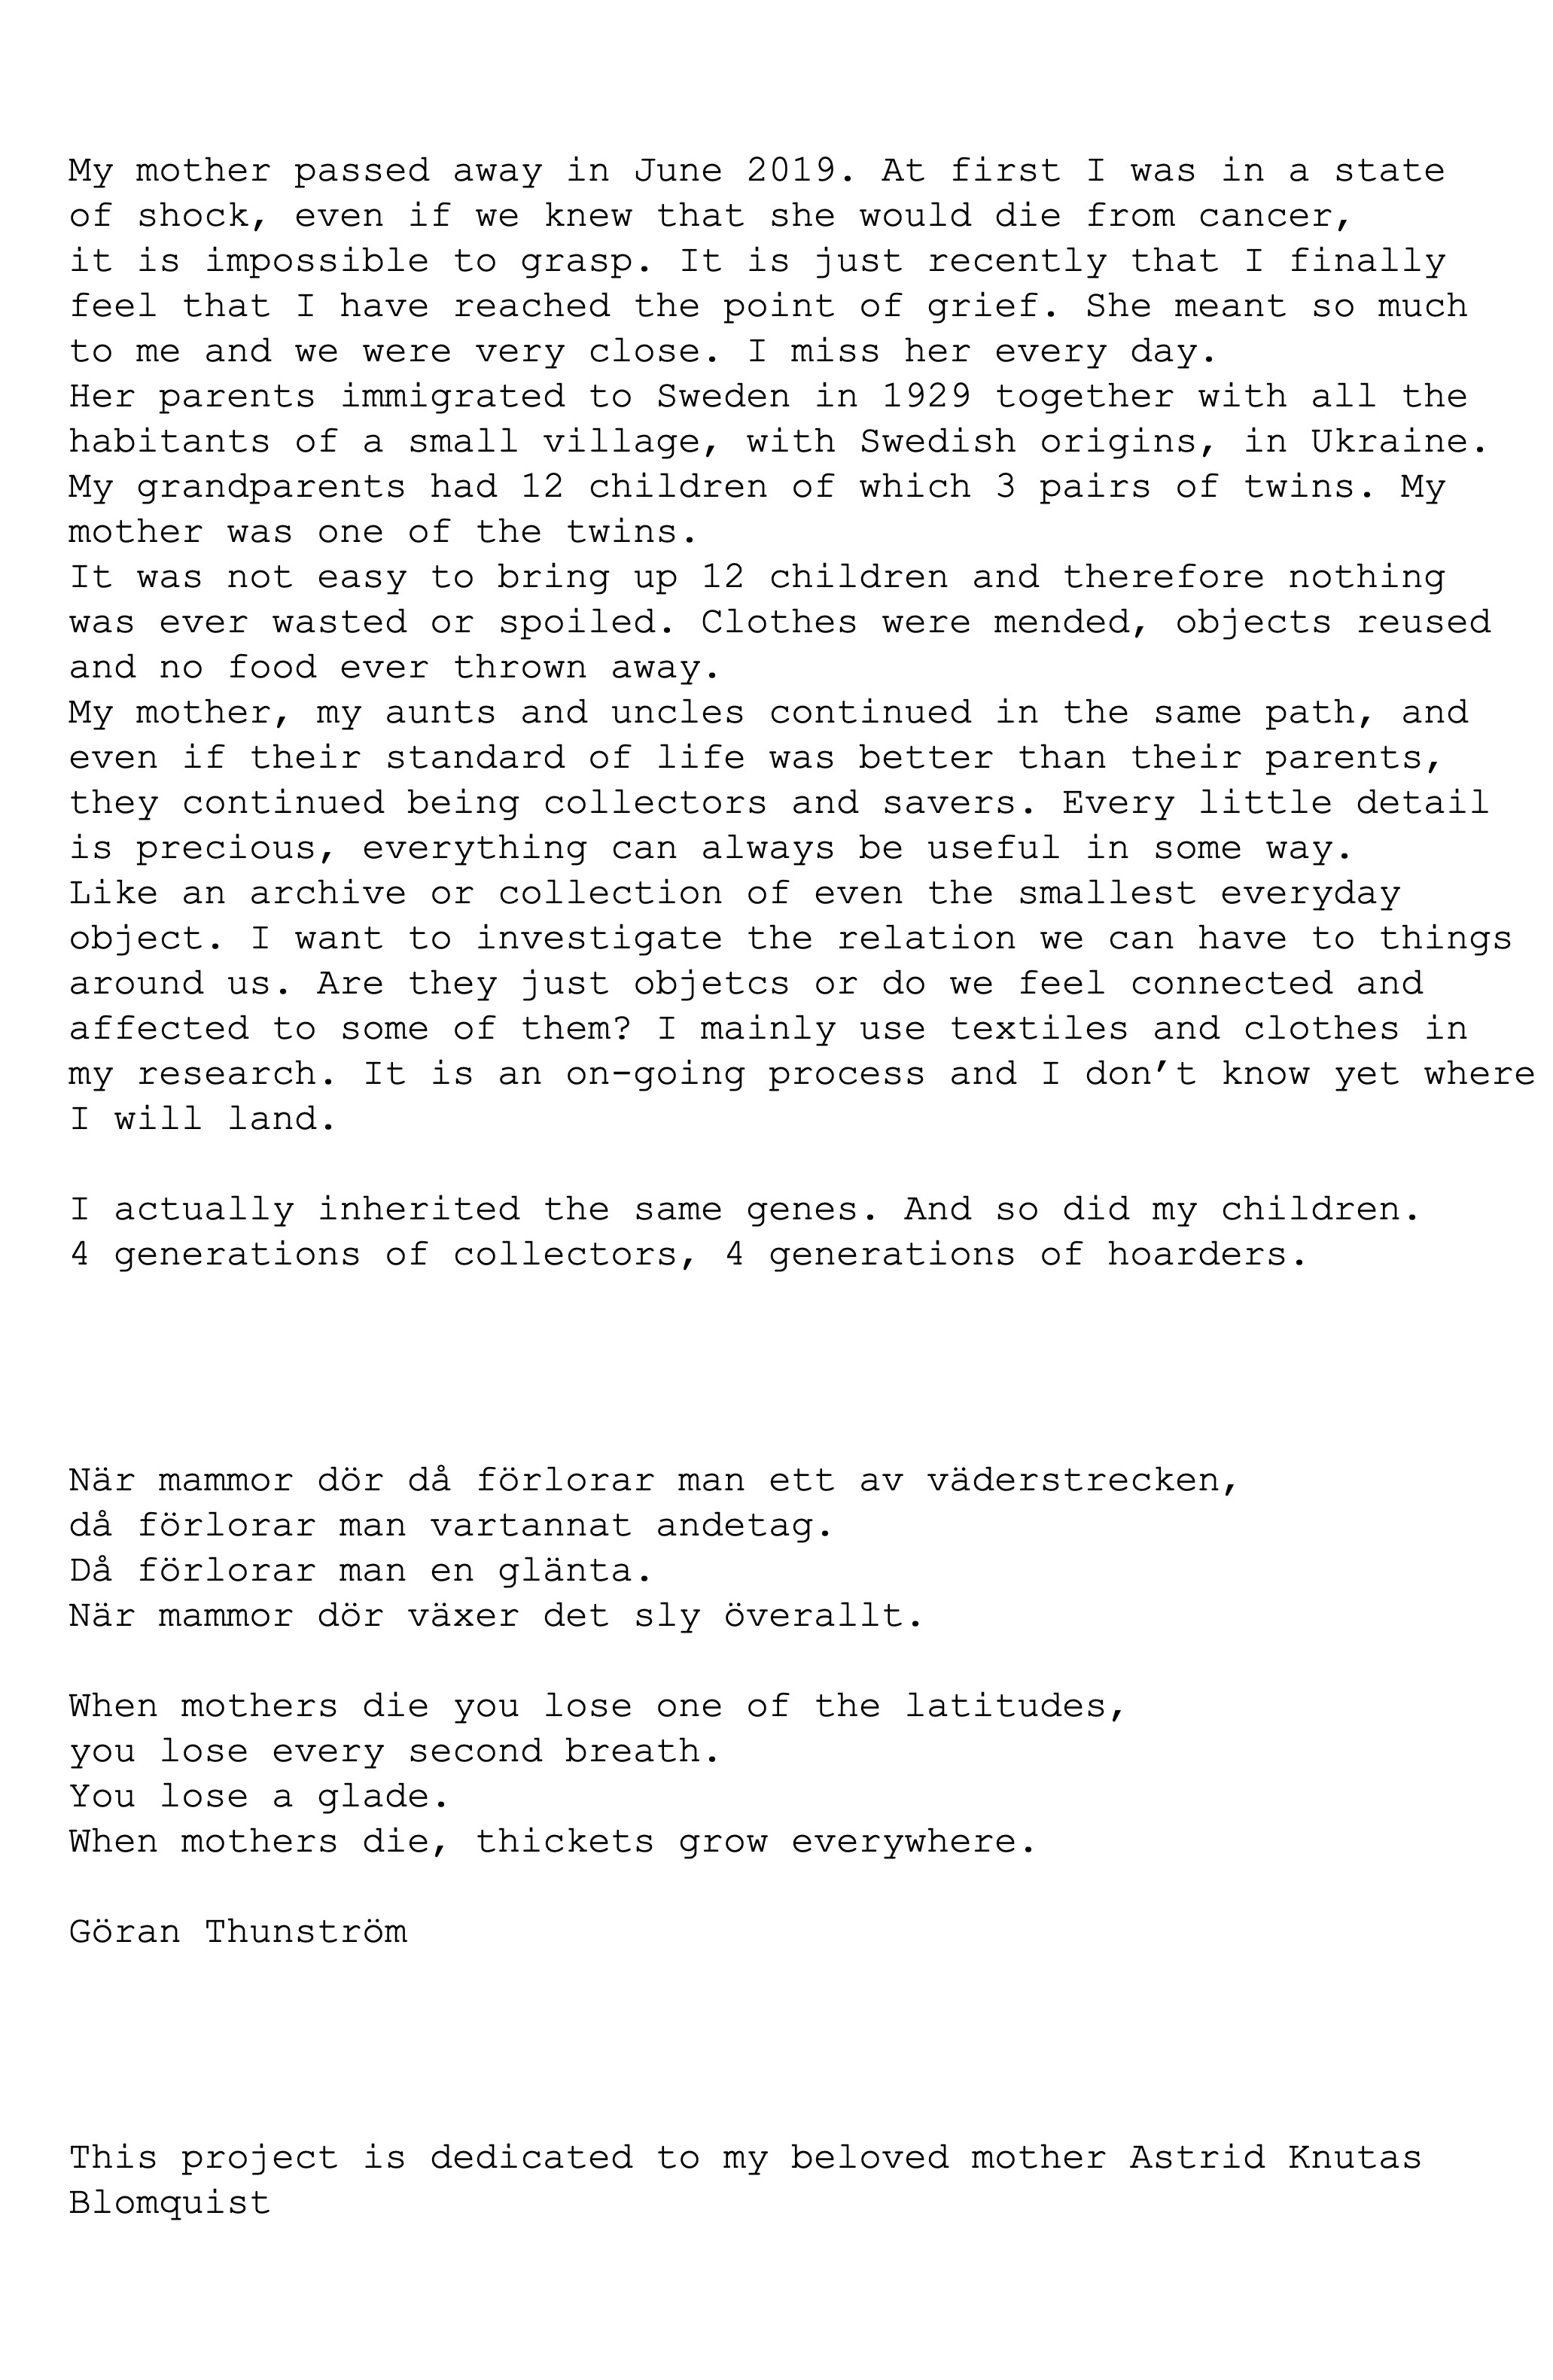 My mother passed away in June 2019. At first I was in a state
of shock, even if we knew that she would die from cancer,
it is impossible to grasp. It is just recently that I finally
feel that I have reached the point of grief. She meant so much
to me and we were very close. I miss her every day.
Her parents immigrated to Sweden in 1929 together with all the
habitants of a small village, with Swedish origins, in Ukraine.
My grandparents had 12 children of which 3 pairs of twins. My
mother was one of the twins.
It was not easy to bring up 12 children and therefore nothing
was ever wasted or spoiled. Clothes were mended, objects reused
and no food ever thrown away.
My mother, my aunts and uncles continued in the same path, and
even if their standard of life was better than their parents,
they continued being collectors and savers. Every little detail
is precious, everything can always be useful in some way.
Like an archive or collection of even the smallest everyday
object. I want to investigate the relation we can have to things
around us. Are they just objetcs or do we feel connected and
affected to some of them? I mainly use textiles and clothes in
my research. It is an on-going process and I don’t know yet where
I will land.

I actually inherited the same genes. And so did my children.
4 generations of collectors, 4 generations of hoarders.

När mammor dör då förlorar man ett av väderstrecken,
då förlorar man vartannat andetag.
Då förlorar man en glänta.
När mammor dör växer det sly överallt.

When mothers die you lose one of the latitudes,
you lose every second breath.
You lose a glade.
When mothers die, thickets grow everywhere.

Göran Thunström

This project is dedicated to my beloved mother Astrid Knutas
Blomquist